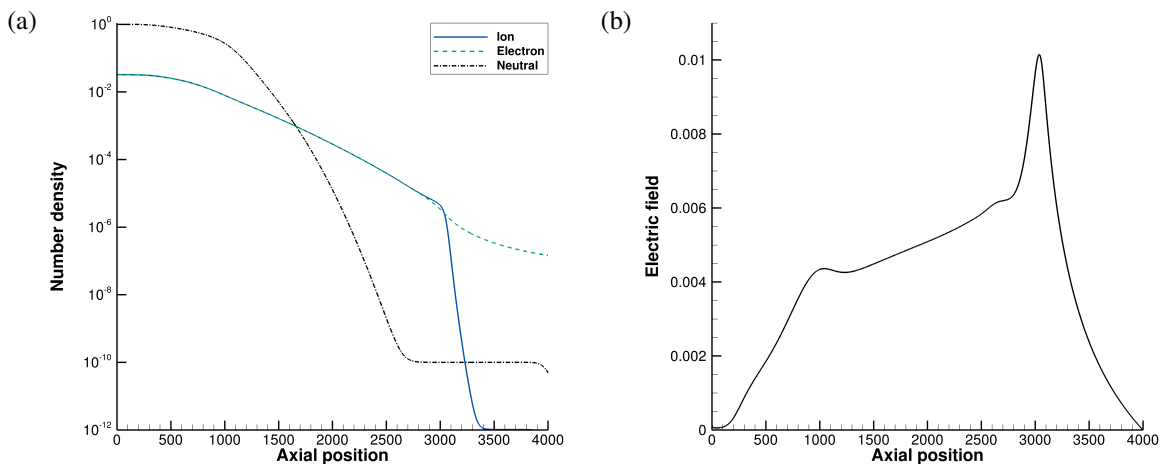 (a)
10^0
10^-2
10^-4
10^-6
10^-8
10^-10
10^-12
Number density
0 500 1000 1500 2000 2500 3000 3500 4000
Axial position
Ion
Electron
Neutral
(b)
0.01
0.008
0.006
0.004
0.002
0
Electric field
0 500 1000 1500 2000 2500 3000 3500 4000
Axial position